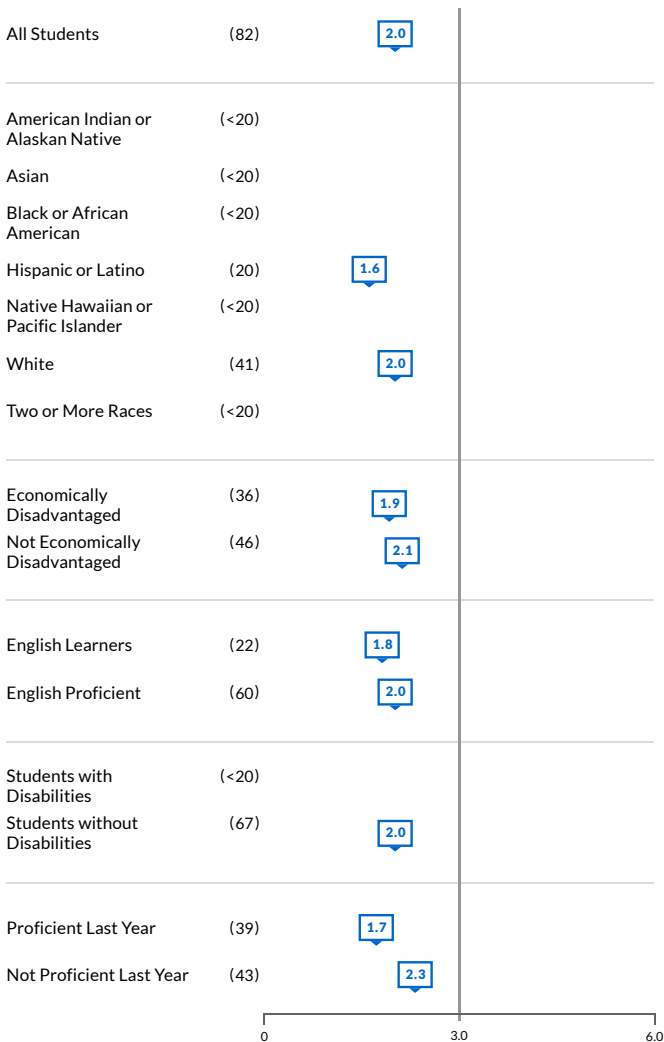 All Students (82) 2.0
American Indian or (<20)
Alaskan Native
Asian (<20)
Black or African (<20)
American
Hispanic or Latino (20) 1.6
Native Hawaiian or (<20)
Pacific Islander
White (41) 2.0
Two or More Races (<20)
Economically (36) 1.9
Disadvantaged
Not Economically (46) 2.1
Disadvantaged
English Learners (22) 1.8
English Proficient (60) 2.0
Students with (<20)
Disabilities
Students without (67) 2.0
Disabilities
Proficient Last Year (39) 1.7
Not Proficient Last Year (43) 2.3
0 3.0 6.0